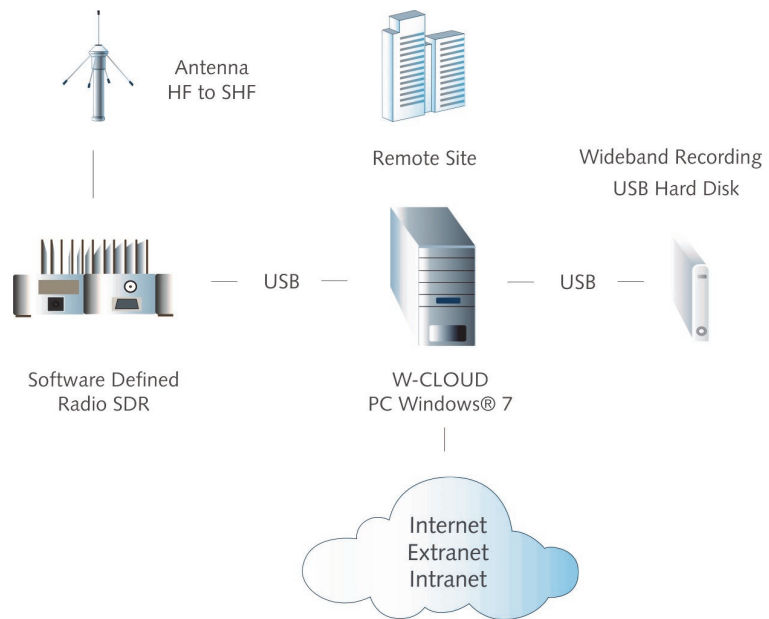 Antenna
HF to SHF
Remote Site
Wideband Recording
USB Hard Disk
USB
USB
Software Defined
Radio SDR
W-CLOUD
PC Windows® 7
Internet
Extranet
Intranet